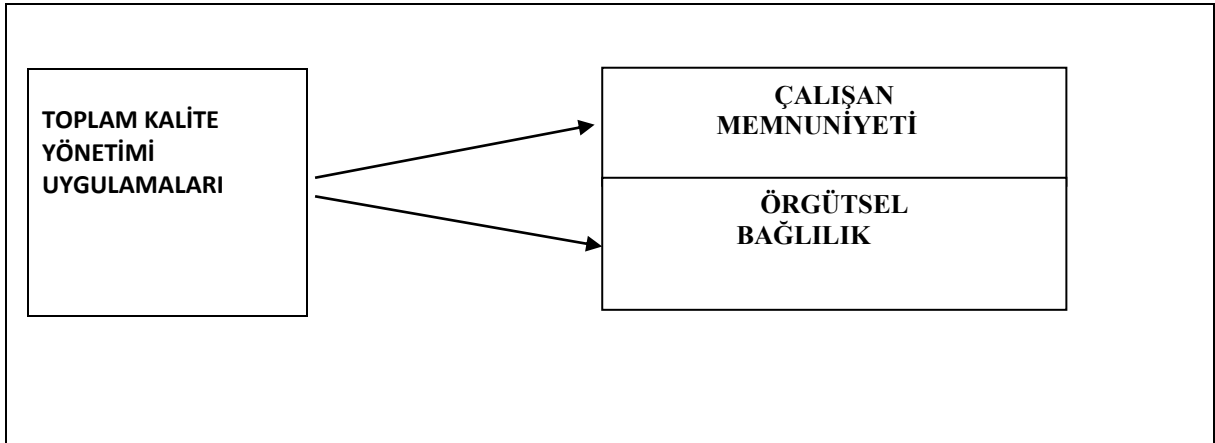 TOPLAM KALİTE
YÖNETİMİ
UYGULAMALARI
ÇALIŞAN
MEMNUNİYETİ
ÖRGÜTSEL
BAĞLILIK